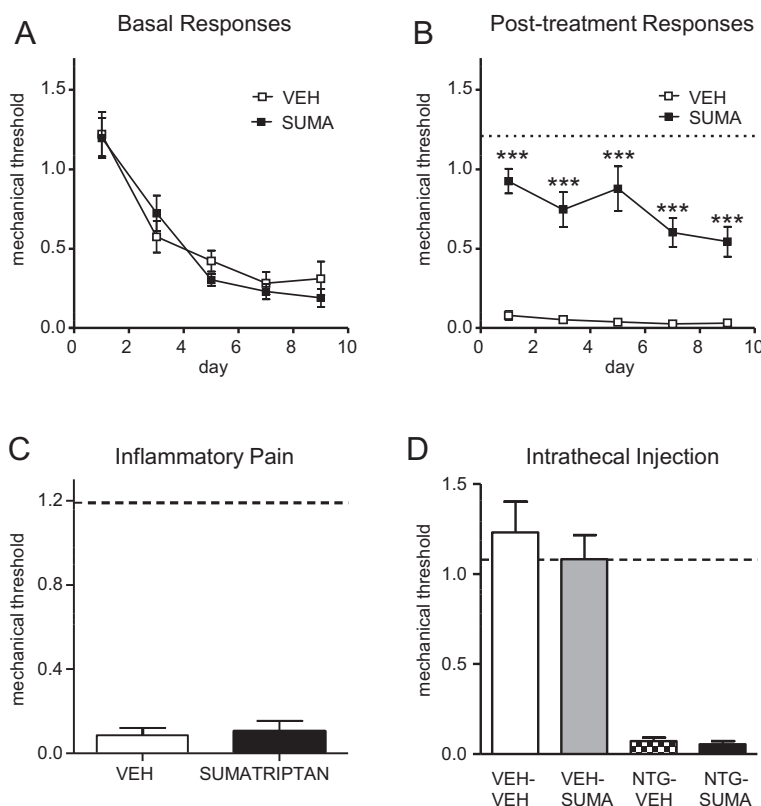 A
Basal Responses
mechanical threshold
1.5
1.0
0.5
0.0
VEH
SUMA
0 2 4 6 8 10
day
B
Post-treatment Responses
mechanical threshold
1.5
1.0
0.5
0.0
VEH
SUMA
*** *** *** *** ***
0 2 4 6 8 10
day
C
Inflammatory Pain
mechanical threshold
1.2
0.8
0.4
0.0
VEH SUMATRIPTAN
D
Intrathecal Injection
mechanical threshold
1.5
1.0
0.5
0.0
VEH- VEH- NTG- NTG-
VEH SUMA VEH SUMA